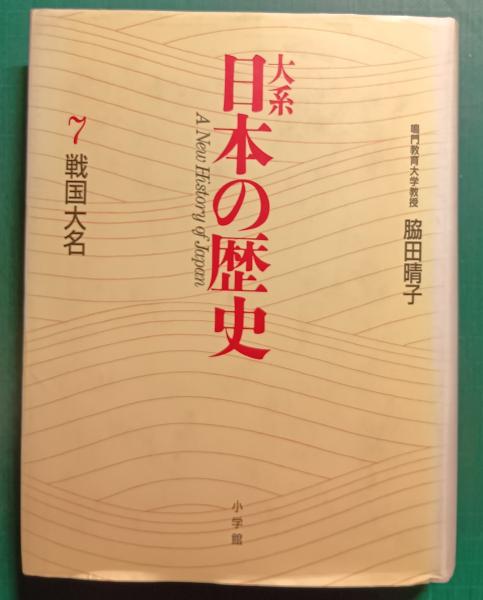 鳴門教育大学教授 脇田晴子
大系
日本の歴史
A New History of Japan
7 戦国大名
小学館